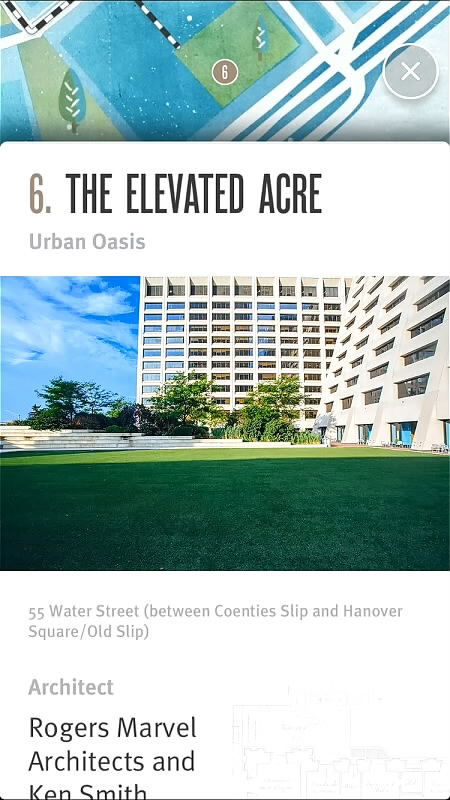 6
6. THE ELEVATED ACRE
Urban Oasis
55 Water Street (between Coenties Slip and Hanover
Square/Old Slip)
Architect
Rogers Marvel
Architects and
Ken Smith